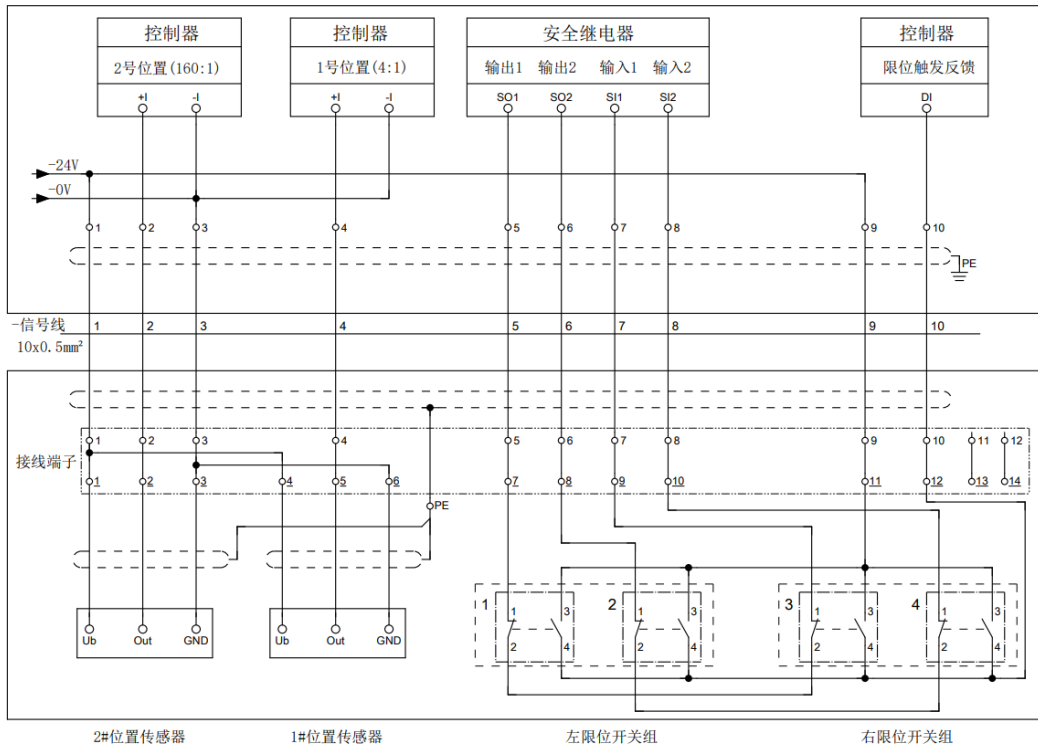 控制器 控制器 安全继电器 控制器
2号位置(160:1) 1号位置(4:1) 输出1 输出2 输入1 输入2 限位触发反馈
+I -I +I -I SO1 SO2 SI1 SI2 DI
-24V
-0V
1 2 3 4 5 6 7 8 9 10
PE
-信号线 1 2 3 4 5 6 7 8 9 10
10x0.5mm²
1 2 3 4 5 6 7 8 9 10 11 12
接线端子
1 2 3 4 5 6 7 8 9 10 11 12 13 14
PE
1 1 3 2 1 3 3 1 3 4 1 3
Ub Out GND Ub Out GND 2 4 2 4 2 4 2 4
2#位置传感器 1#位置传感器 左限位开关组 右限位开关组